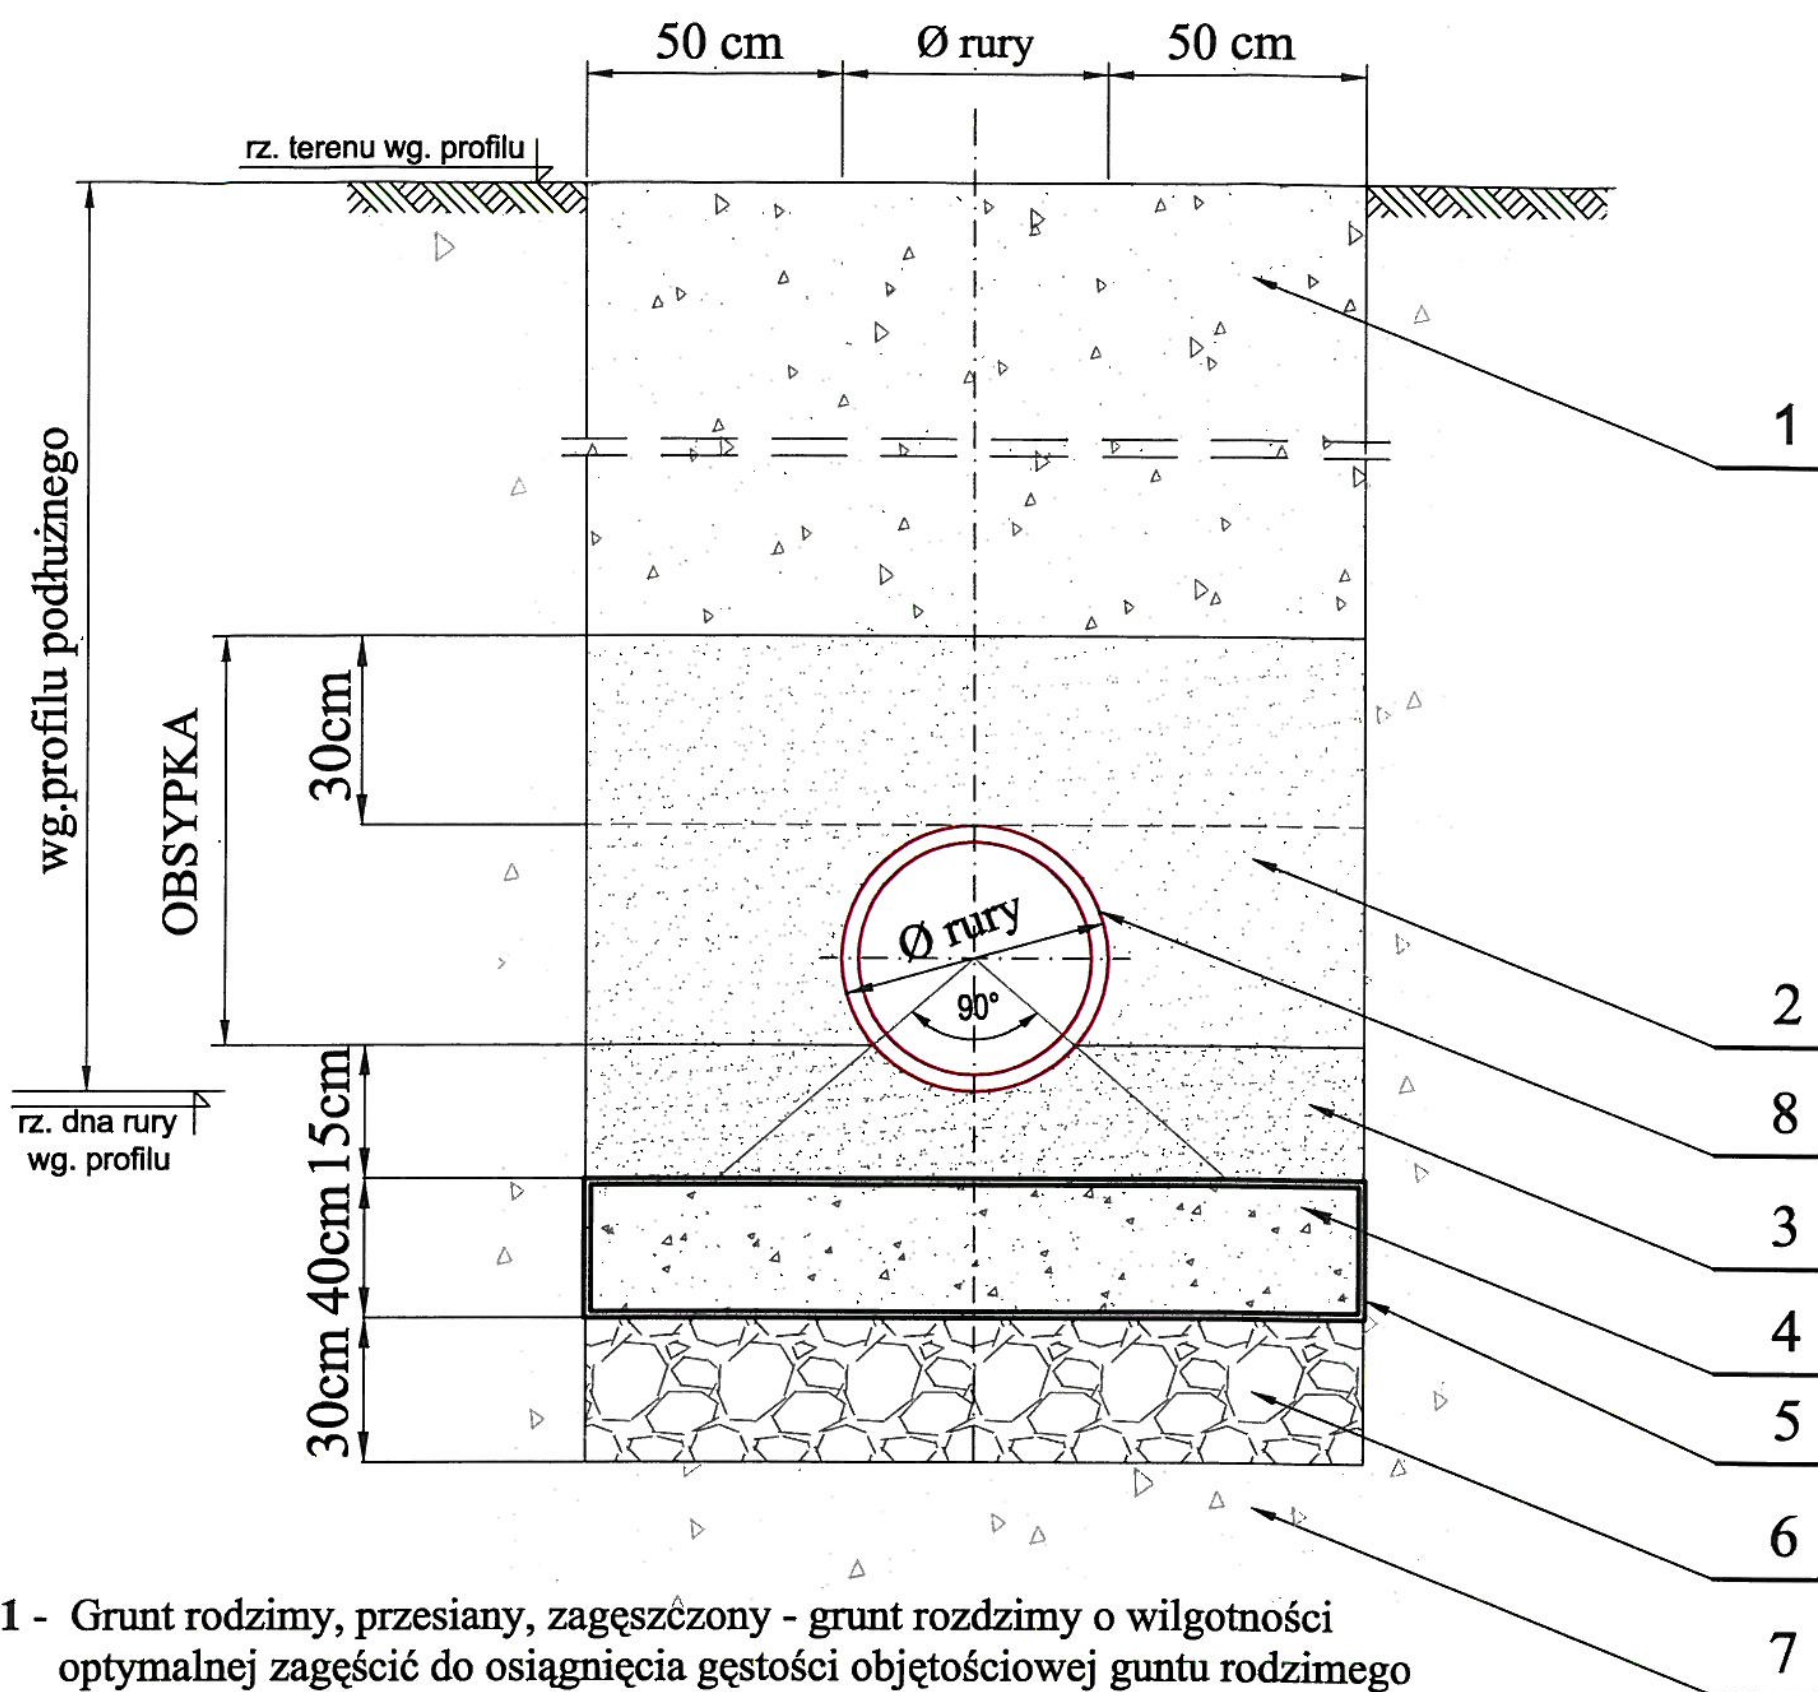 50 cm
Ø rury
50 cm
rz. terenu wg. profilu
1
wg.profilu podłużnego
OBSYPKA
30cm
Ø rury
90°
2
8
rz. dna rury
wg. profilu
15cm
3
40cm
4
5
30cm
6
7
1 - Grunt rodzimy, przesiany, zagęszczony - grunt rozdzimy o wilgotności
optymalnej zagęścić do osiągnięcia gęstości objętościowej guntu rodzimego